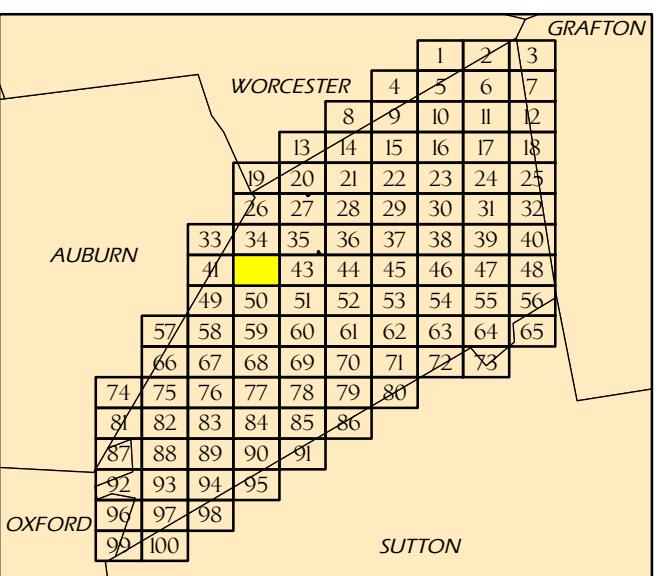 GRAFTON
1 2 3
WORCESTER 4 5 6 7
8 9 10 11 12
13 14 15 16 17 18
19 20 21 22 23 24 25
26 27 28 29 30 31 32
33 34 35 36 37 38 39 40
AUBURN
41 43 44 45 46 47 48
49 50 51 52 53 54 55 56
57 58 59 60 61 62 63 64 65
66 67 68 69 70 71 72 73
74 75 76 77 78 79 80
81 82 83 84 85 86
87 88 89 90 91
92 93 94 95
OXFORD 96 97 98
99 100 SUTTON